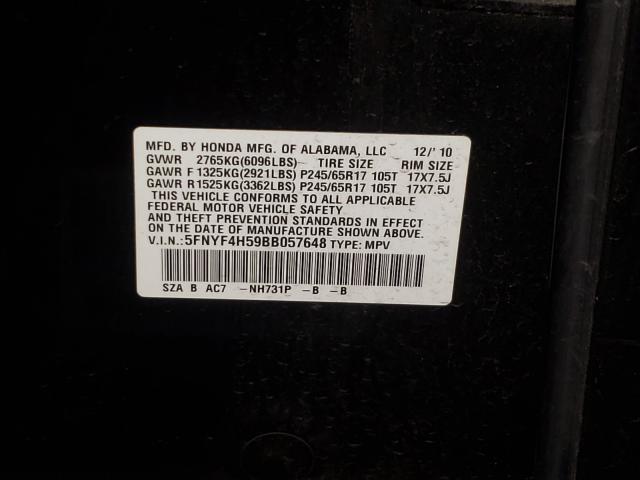 MFD. BY HONDA MFG. OF ALABAMA, LLC 12/'10
GVWR 2765KG(6096LBS) TIRE SIZE RIM SIZE
GAWR F 1325KG(2921LBS) P245/65R17 105T 17X7.5J
GAWR R1525KG(3362LBS) P245/65R17 105T 17X7.5J
THIS VEHICLE CONFORMS TO ALL APPLICABLE
FEDERAL MOTOR VEHICLE SAFETY
AND THEFT PREVENTION STANDARDS IN EFFECT
ON THE DATE OF MANUFACTURE SHOWN ABOVE.
V.I.N.:5FNYF4H59BB057648 TYPE: MPV
SZA B AC7 -NH731P -B -B